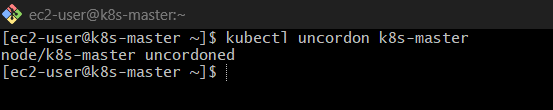 ec2-user@k8s-master:~
[ec2-user@k8s-master ~]$ kubectl uncordon k8s-master
node/k8s-master uncordoned
[ec2-user@k8s-master ~]$